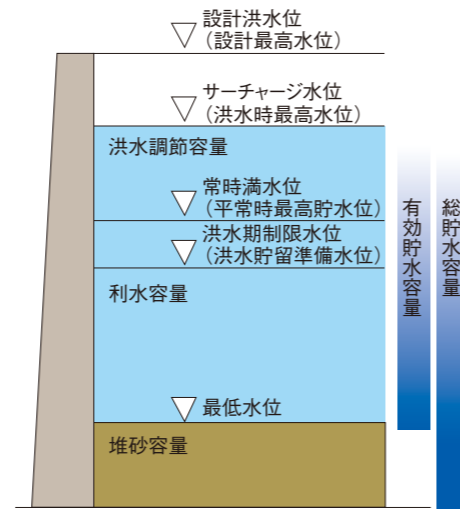 設計洪水位
(設計最高水位)
サーチャージ水位
(洪水時最高水位)
洪水調節容量
常時満水位
(平常時最高貯水位)
洪水期制限水位
(洪水貯留準備水位)
利水容量
最低水位
堆砂容量
有効貯水容量
総貯水容量